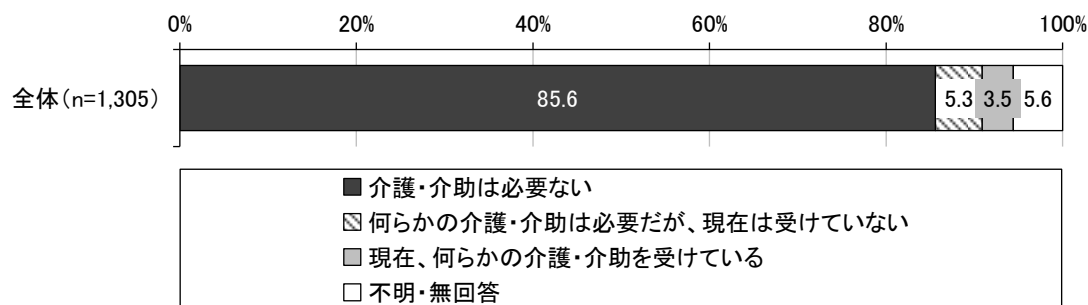 0% 20% 40% 60% 80% 100%
全体(n=1,305) 85.6 5.3 3.5 5.6
介護・介助は必要ない
何らかの介護・介助は必要だが、現在は受けていない
現在、何らかの介護・介助を受けている
不明・無回答